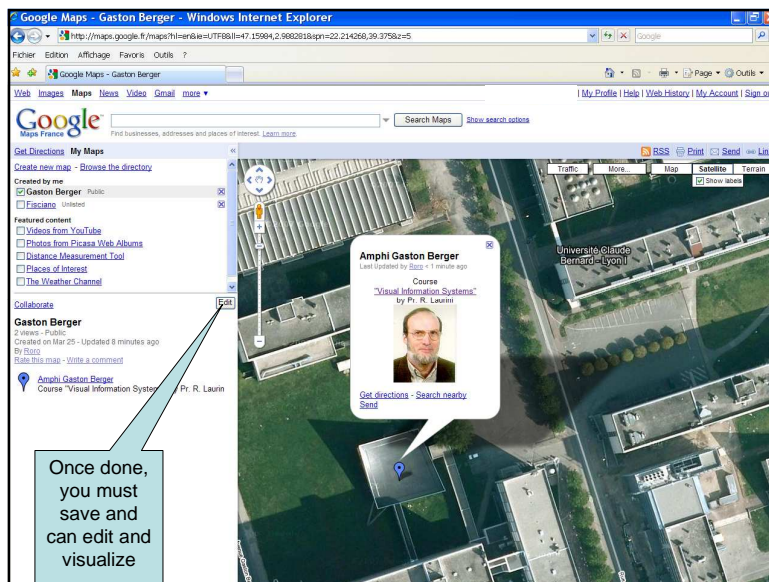 Google Maps - Gaston Berger - Windows Internet Explorer
http://maps.google.fr/maps?hl=en&ie=UTF8&ll=47.15984,2.988281&spn=22.214268,39.375&z=5
Google
Fichier Edition Affichage Favoris Outils ?
Google Maps - Gaston Berger
Page Outils
Web Images Maps News Video Gmail more ▼
| My Profile | Help | Web History | My Account | Sign ou
Google
Maps France
Search Maps
Show search options
Find businesses, addresses and places of interest. Learn more.
Get Directions My Maps «
RSS Print Send Lin
Create new map - Browse the directory
Created by me
Gaston Berger Public
Fisciano Unlisted
Featured content
Videos from YouTube
Photos from Picasa Web Albums
Distance Measurement Tool
Places of Interest
The Weather Channel
Collaborate
Edit
Gaston Berger
2 views - Public
Created on Mar 25 - Updated 8 minutes ago
By Roro
Rate this map - Write a comment
Amphi Gaston Berger
Course "Visual Information System by Pr. R. Laurin
Once done,
you must
save and
can edit and
visualize
Traffic More... Map Satellite Terrain
Show labels
Université Claude
Bernard - Lyon I
Amphi Gaston Berger
Last Updated by Roro < 1 minute ago
Course
"Visual Information Systems"
by Pr. R. Laurini
Get directions - Search nearby
Send